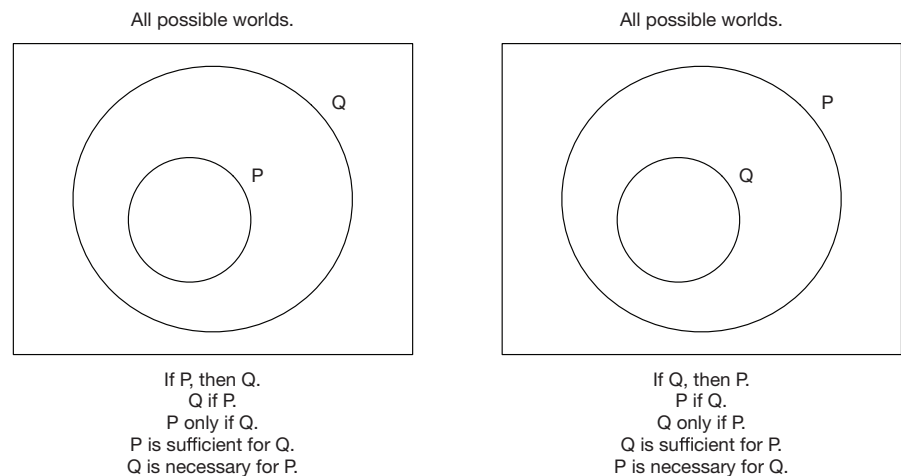 All possible worlds.
Q
P
If P, then Q.
Q if P.
P only if Q.
P is sufficient for Q.
Q is necessary for P.
All possible worlds.
P
Q
If Q, then P.
P if Q.
Q only if P.
Q is sufficient for P.
P is necessary for Q.